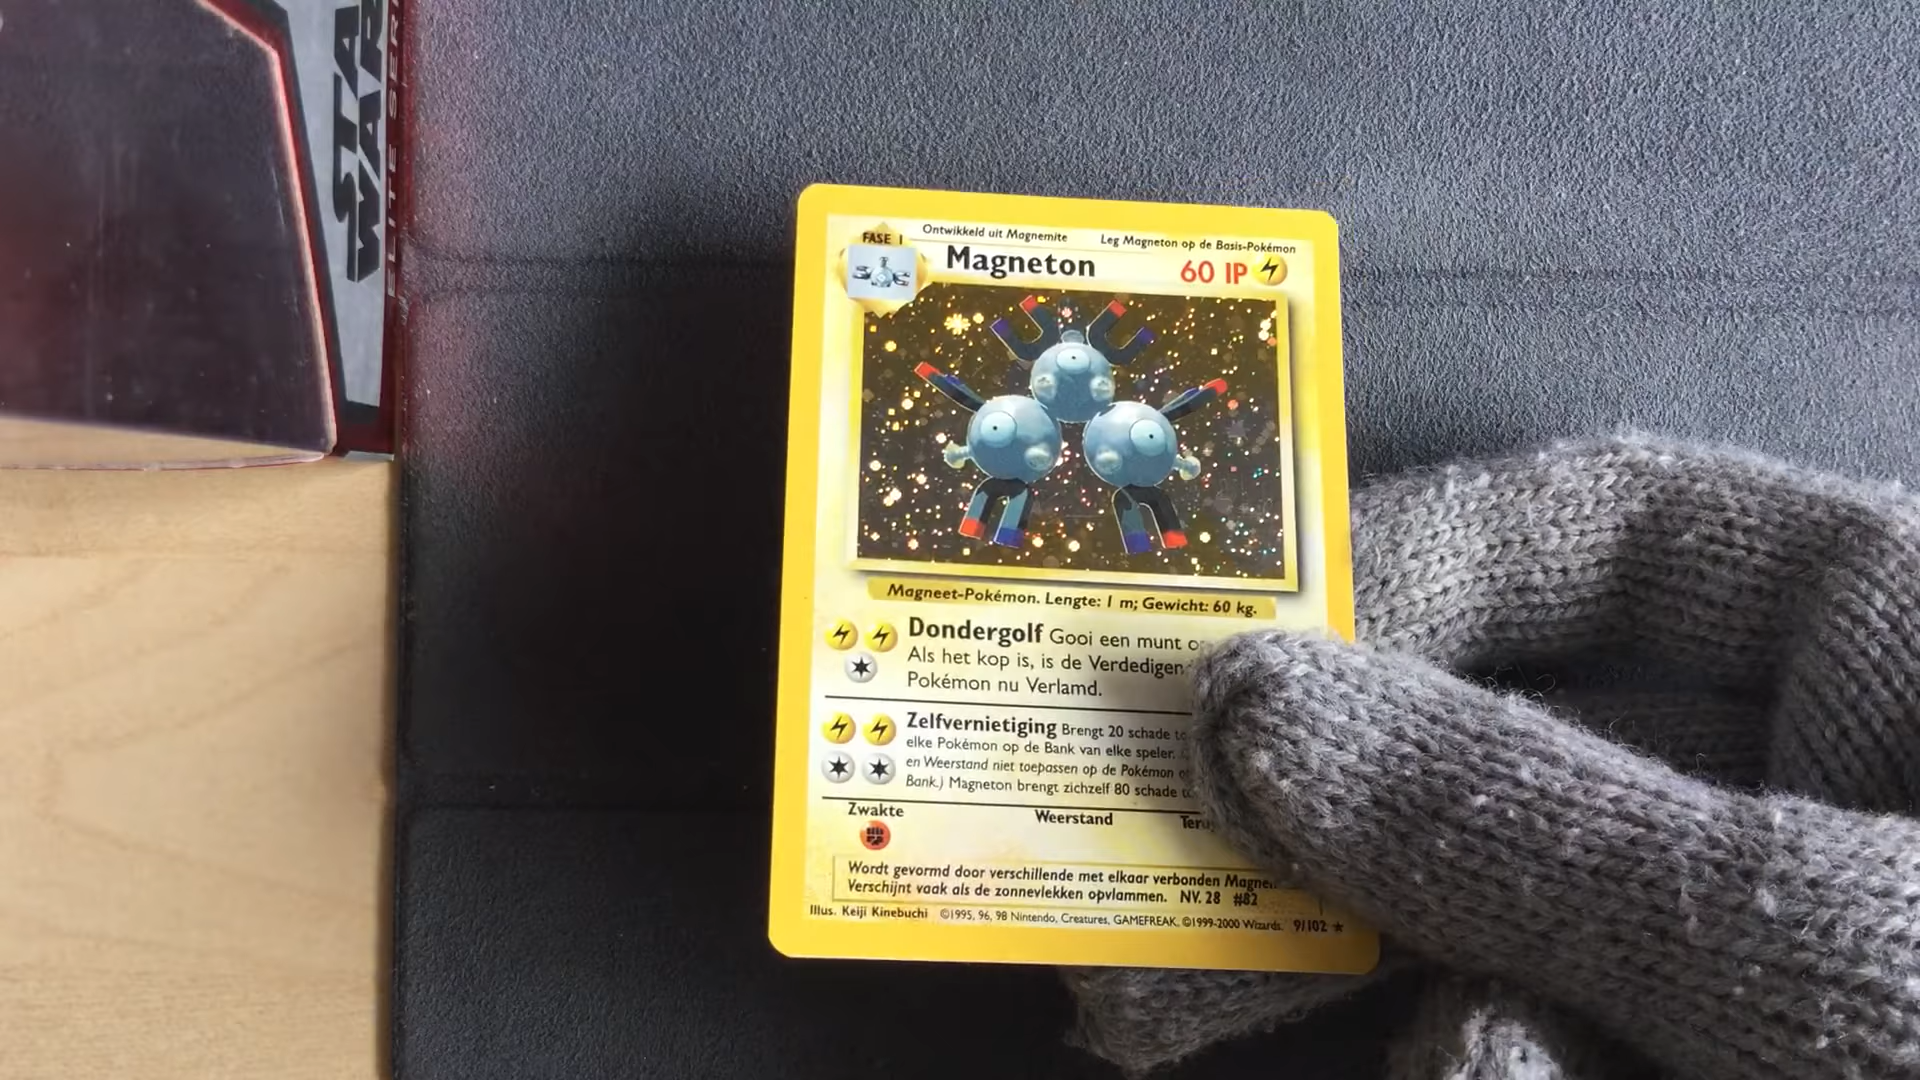 STAR
WARS
ELITE SERI
FASE 1
Ontwikkeld uit Magnemite
Leg Magneton op de Basis-Pokémon
Magneton
60 IP
Magneet-Pokémon. Lengte: 1 m; Gewicht: 60 kg.
Dondergolf Gooi een munt
Als het kop is, is de
Pokémon nu Verlamd.
Zelfvernietiging Brengt 20 schade
elke Pokémon op de Bank van elke speler.
en Weerstand niet toepassen op de Pokémon
Bank.) Magneton brengt zichzelf 80 schade
Zwakte
Weerstand
Wordt gevormd door verschillende met elkaar verbonden
Verschijnt vaak als de zonnevlekken opvlammen. NV. 28 #82
Illus. Keiji Kinebuchi
©1995, 96, 98 Nintendo, Creatures, GAMEFREAK. ©1999-2000 Wizards.
9/102 ★